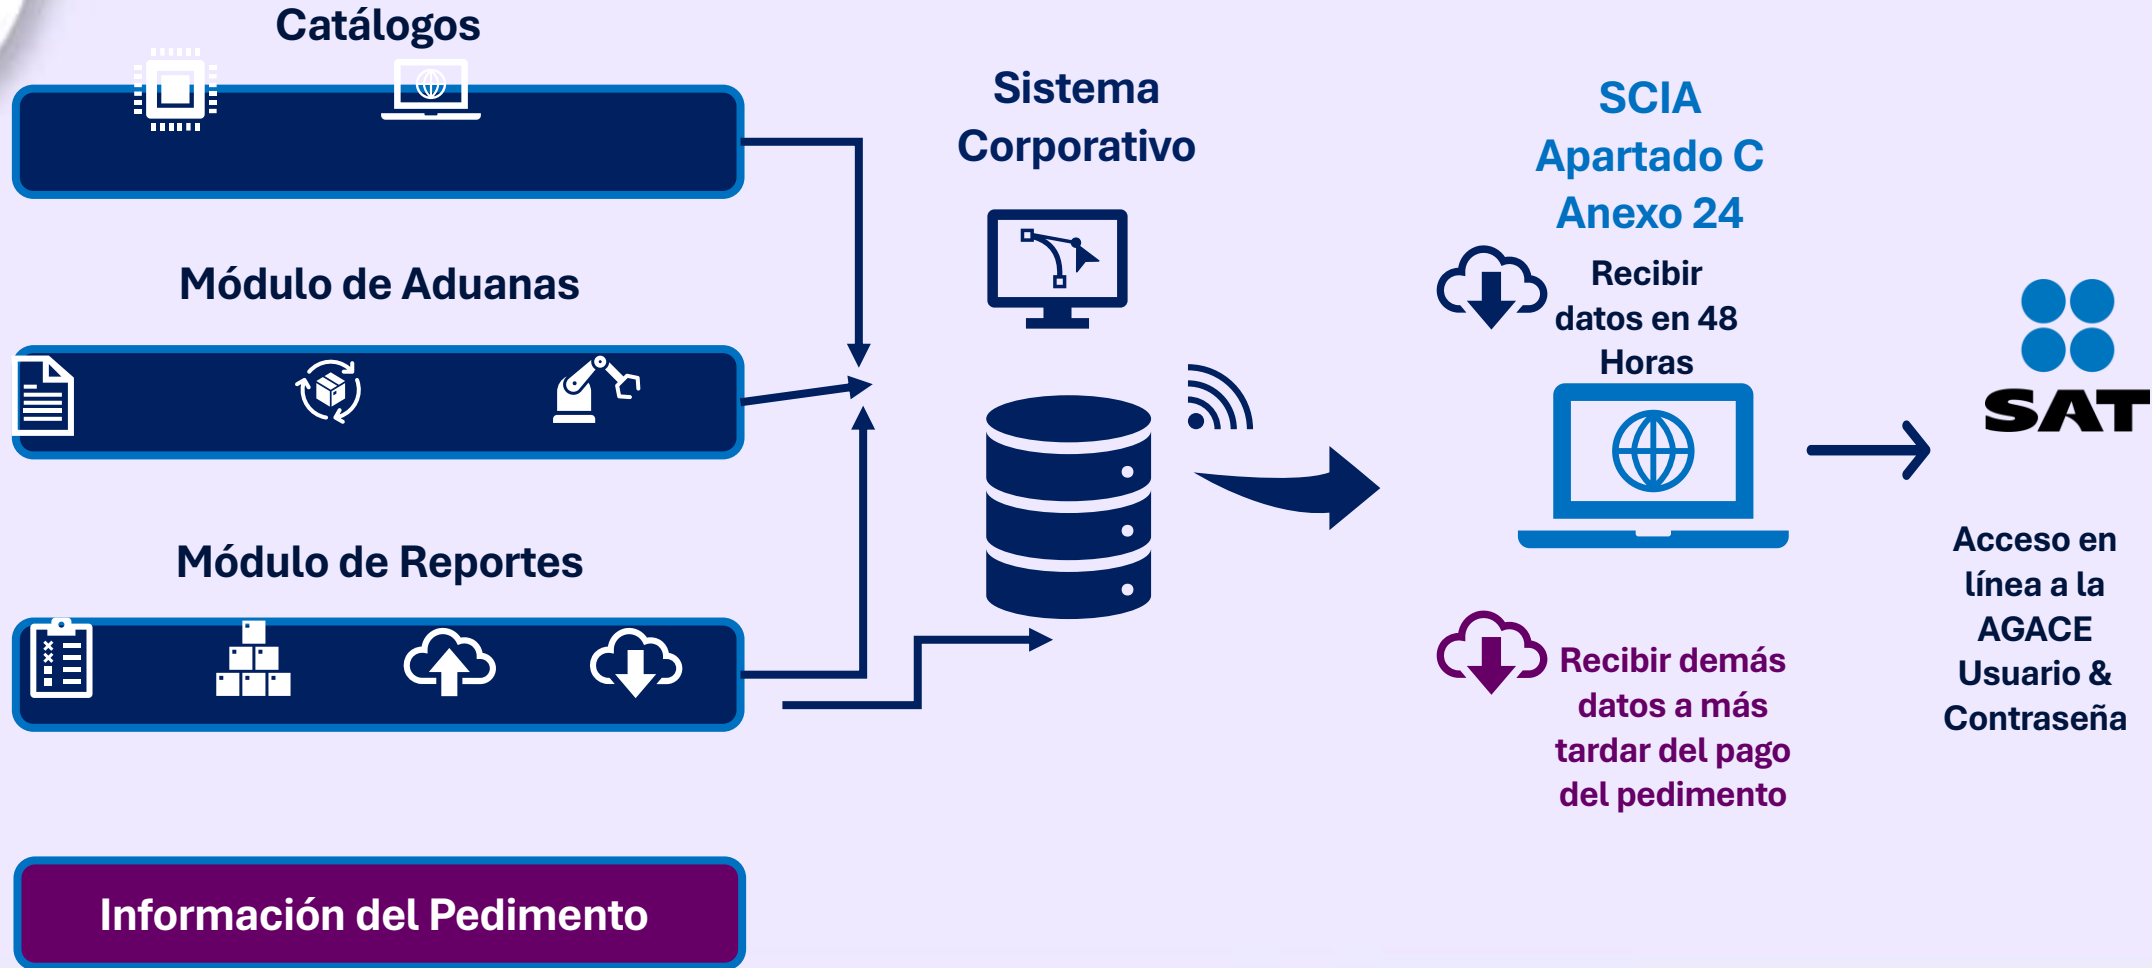 Catálogos
Módulo de Aduanas
Módulo de Reportes
Información del Pedimento
Sistema
Corporativo
SCIA
Apartado C
Anexo 24
Recibir
datos en 48
Horas
Recibir demás
datos a más
tardar del pago
del pedimento
SAT
Acceso en
línea a la
AGACE
Usuario &
Contraseña